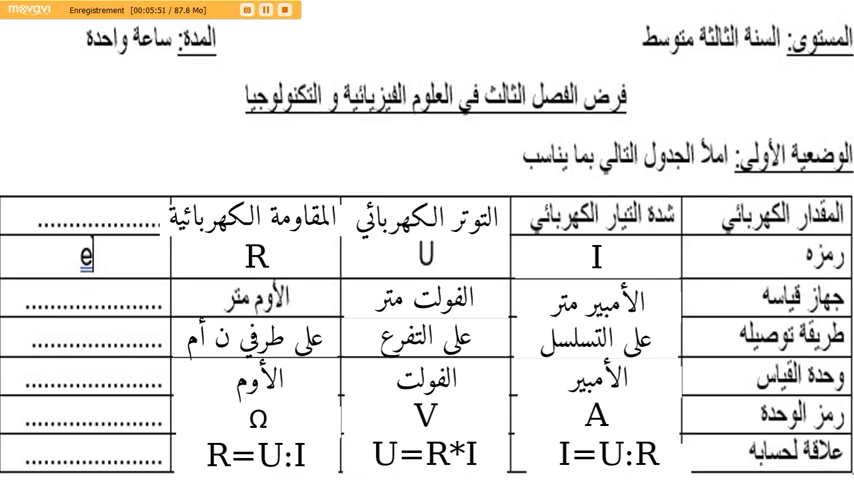 movavi Enregistrement [00:05:51 / 87.8 Mo]
المستوى: السنة الثالثة متوسط المدة: ساعة واحدة
فرض الفصل الثالث في العلوم الفيزيائية و التكنولوجيا
الوضعية الأولى: املأ الجدول التالي بما يناسب
المقدار الكهربائي شدة التيار الكهربائي التوتر الكهربائي المقاومة الكهربائية .....................
رمزه I U R e
جهاز قياسه الأمبير متر الفولت متر الأوم متر .......................
طريقة توصيله على التسلسل على التفرع على طرفي ن أم ......................
وحدة القياس الأمبير الفولت الأوم .......................
رمز الوحدة A V Ω .......................
علاقة لحسابه I=U:R U=R*I R=U:I .......................